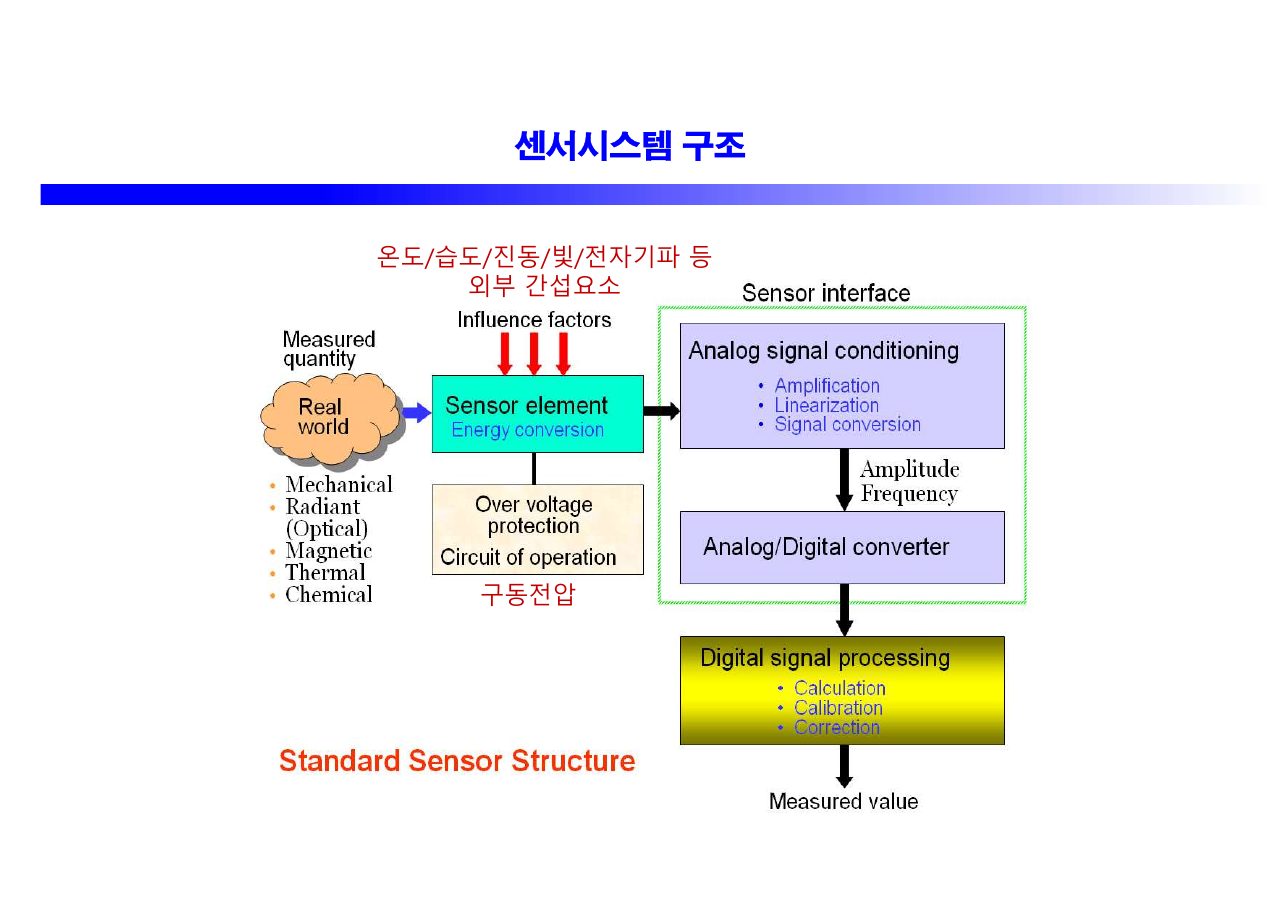 센서시스템 구조
온도/습도/진동/빛/전자기파 등
외부 간섭요소
Influence factors
Measured
quantity
Real
world
• Mechanical
• Radiant
(Optical)
• Magnetic
• Thermal
• Chemical
Sensor element
Energy conversion
Over voltage
protection
Circuit of operation
구동전압
Sensor interface
Analog signal conditioning
• Amplification
• Linearization
• Signal conversion
Amplitude
Frequency
Analog/Digital converter
Digital signal processing
• Calculation
• Calibration
• Correction
Measured value
Standard Sensor Structure